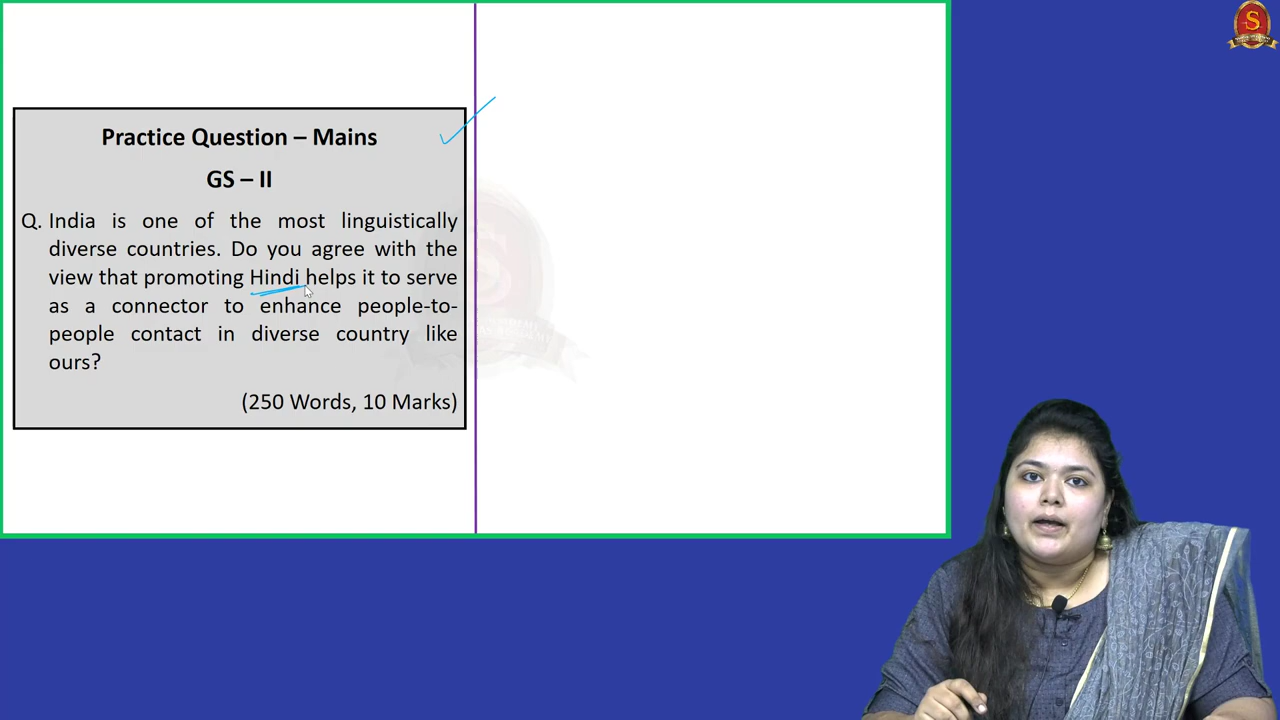 Practice Question – Mains
GS – II
Q. India is one of the most linguistically
diverse countries. Do you agree with the
view that promoting Hindi helps it to serve
as a connector to enhance people-to-
people contact in diverse country like
ours?
(250 Words, 10 Marks)
S